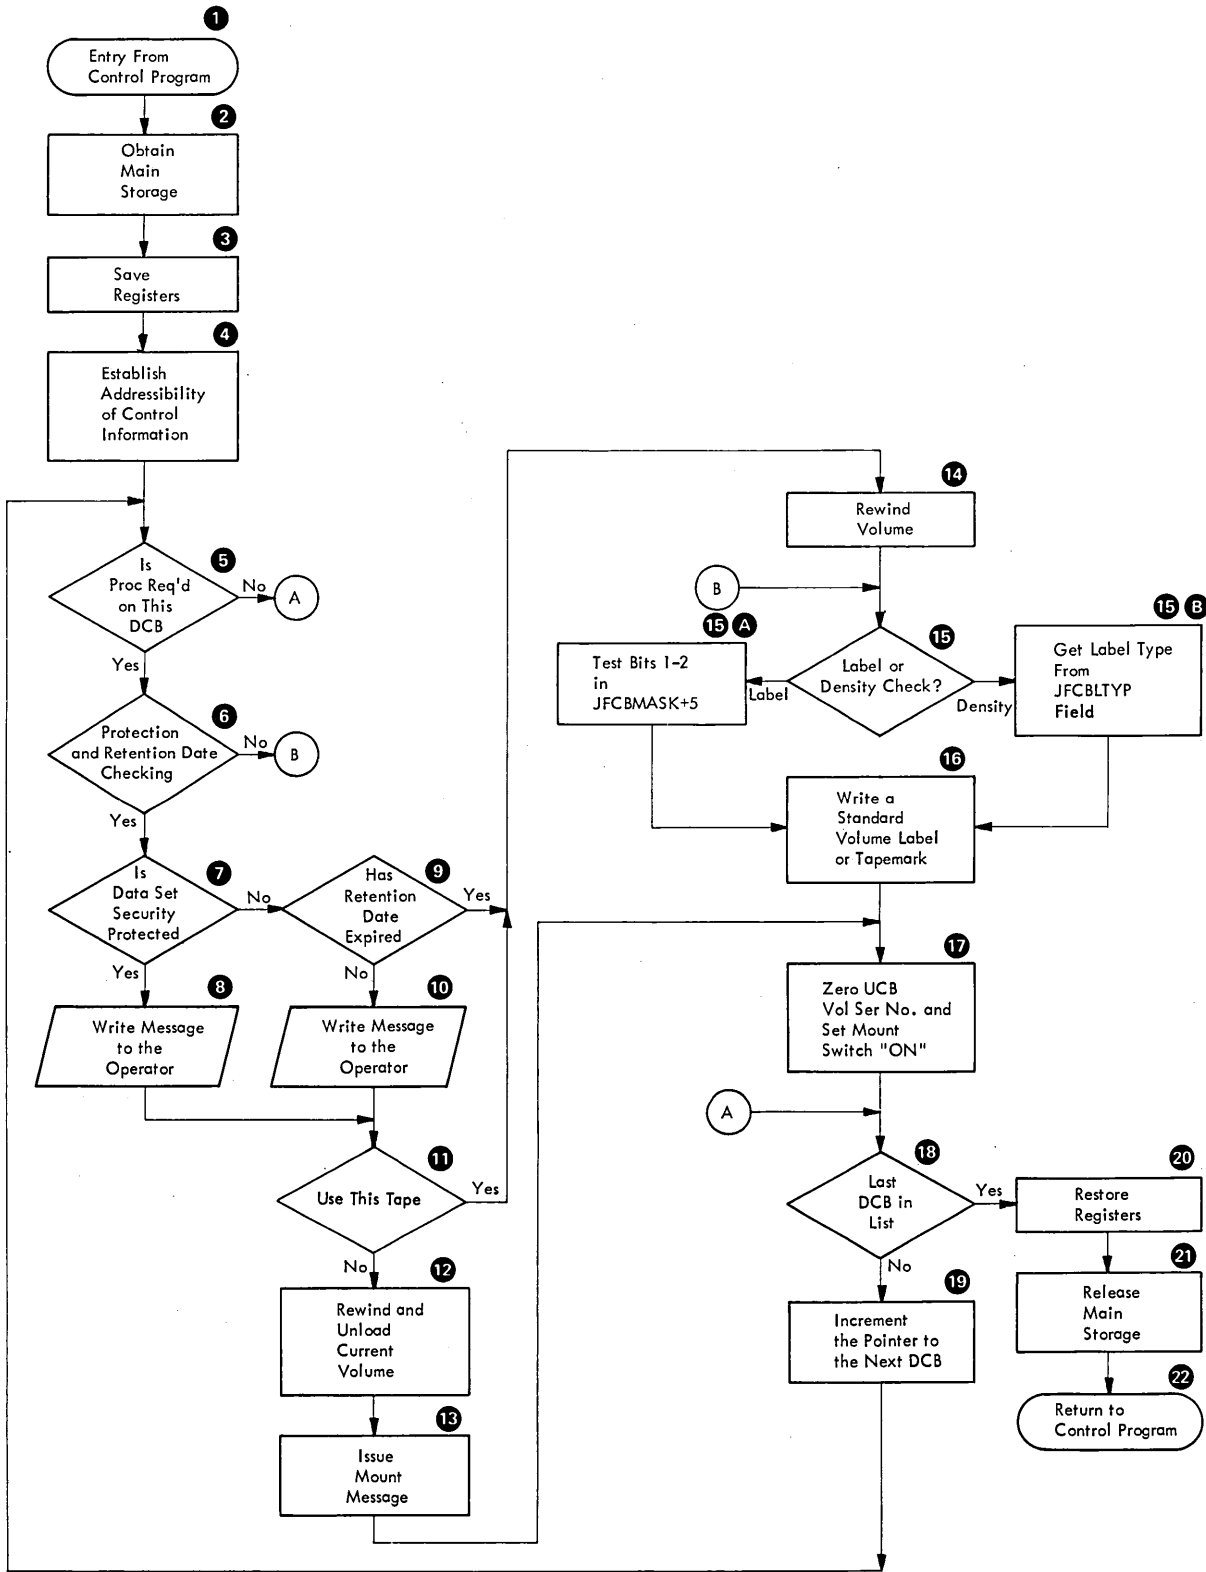 1
Entry From
Control Program
2
Obtain
Main
Storage
3
Save
Registers
4
Establish
Addressibility
of Control
Information
5
Is
Proc Req'd
on This
DCB
No
A
Yes
6
Protection
and Retention Date
Checking
No
B
Yes
7
Is
Data Set
Security
Protected
No
Yes
9
Has
Retention
Date
Expired
Yes
No
8
Write Message
to the
Operator
10
Write Message
to the
Operator
11
Use This Tape
Yes
No
12
Rewind and
Unload
Current
Volume
13
Issue
Mount
Message
14
Rewind
Volume
B
15
Label or
Density Check?
Label
Density
15 A
Test Bits 1-2
in
JFCBMASK+5
15 B
Get Label Type
From
JFCBLTYP
Field
16
Write a
Standard
Volume Label
or Tapemark
17
Zero UCB
Vol Ser No. and
Set Mount
Switch "ON"
A
18
Last
DCB in
List
Yes
No
19
Increment
the Pointer to
the Next DCB
20
Restore
Registers
21
Release
Main
Storage
22
Return to
Control Program